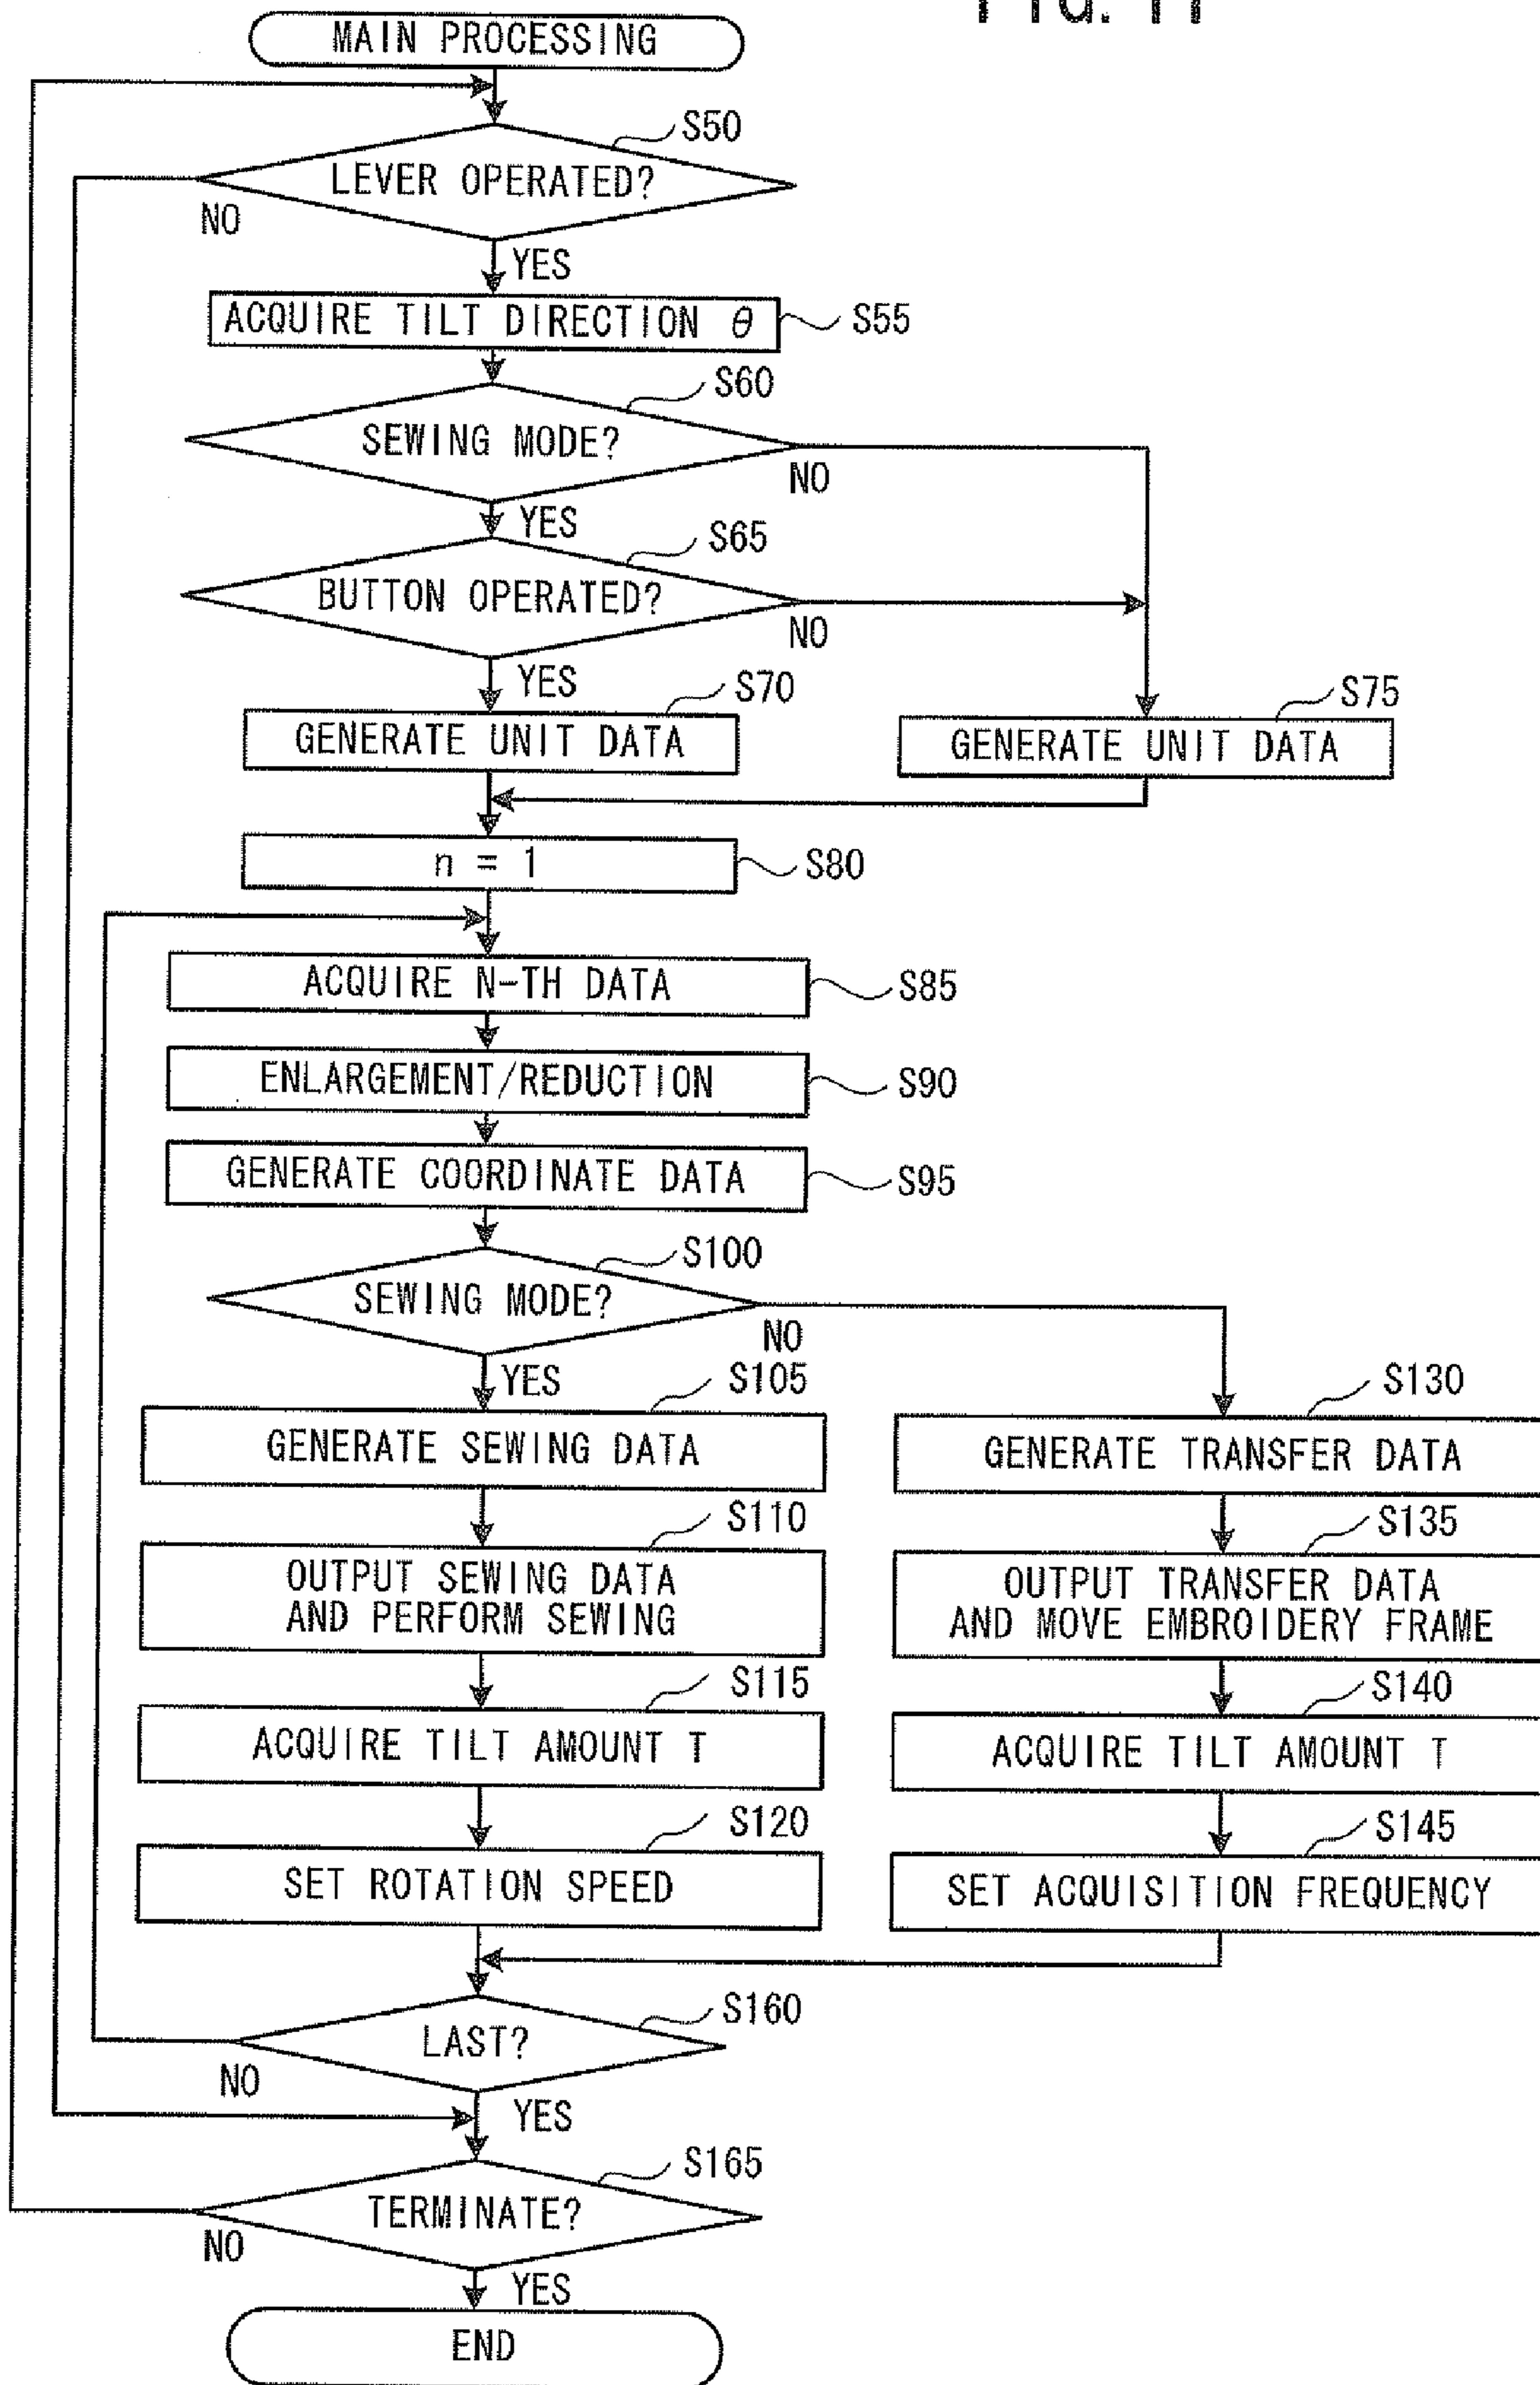 FIG. 11
MAIN PROCESSING
S50
LEVER OPERATED?
NO
YES
ACQUIRE TILT DIRECTION θ
S55
S60
SEWING MODE?
NO
YES
S65
BUTTON OPERATED?
NO
YES
S70
S75
GENERATE UNIT DATA
GENERATE UNIT DATA
n = 1
S80
ACQUIRE N-TH DATA
S85
ENLARGEMENT/REDUCTION
S90
GENERATE COORDINATE DATA
S95
S100
SEWING MODE?
NO
YES
S105
S130
GENERATE SEWING DATA
GENERATE TRANSFER DATA
S110
S135
OUTPUT SEWING DATA
AND PERFORM SEWING
OUTPUT TRANSFER DATA
AND MOVE EMBROIDERY FRAME
S115
S140
ACQUIRE TILT AMOUNT T
ACQUIRE TILT AMOUNT T
S120
S145
SET ROTATION SPEED
SET ACQUISITION FREQUENCY
S160
LAST?
NO
YES
S165
TERMINATE?
NO
YES
END